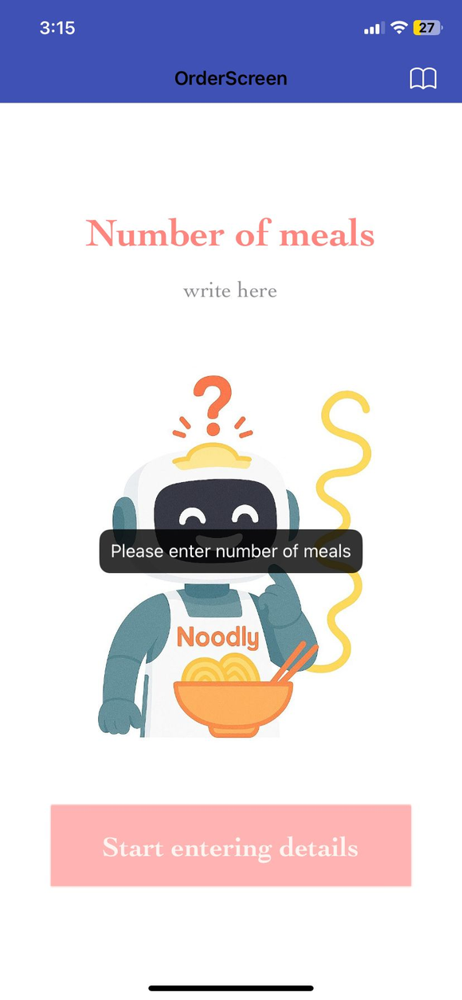 3:15
27
OrderScreen
Number of meals
write here
?
Please enter number of meals
Noodly
Start entering details